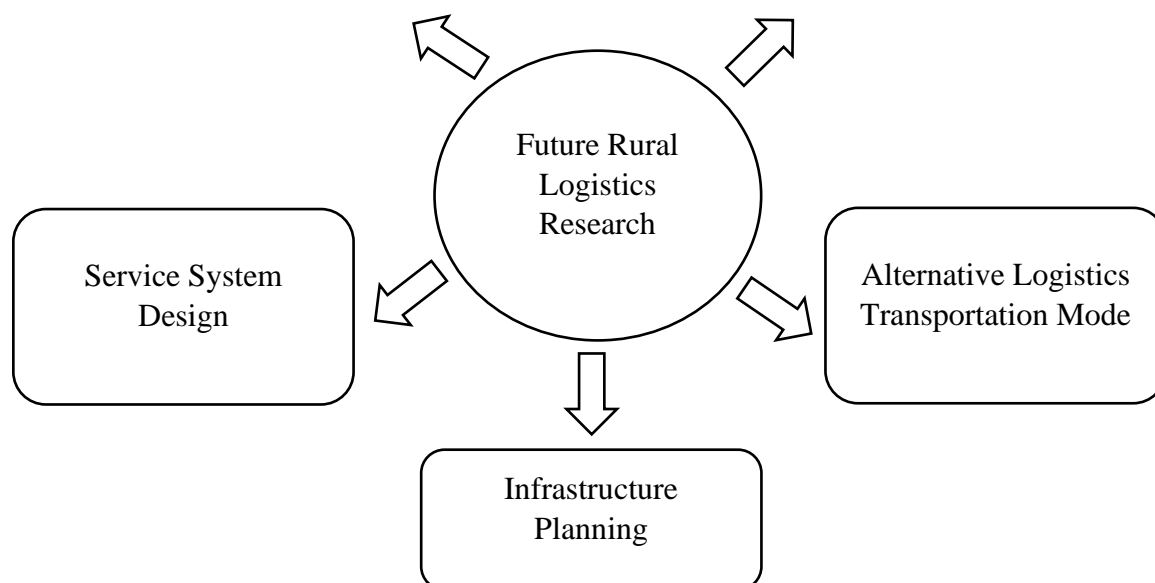 Future Rural
Logistics
Research
Service System
Design
Alternative Logistics
Transportation Mode
Infrastructure
Planning